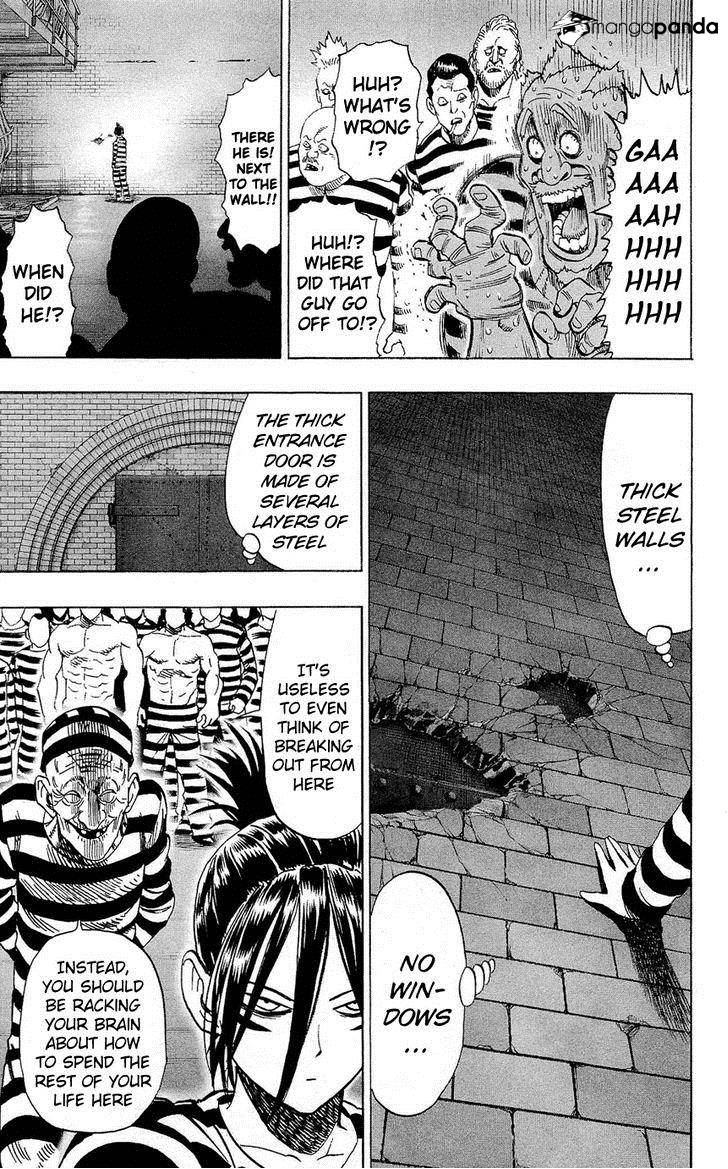 mangapanda
GAA
AAA
AAH
HHH
HHH
HHH
HUH?
WHAT'S
WRONG
!?
HUH!?
WHERE
DID THAT
GUY GO
OFF TO!?
THERE
HE IS!
NEXT
TO THE
WALL!!
WHEN
DID
HE!?
THICK
STEEL
WALLS
...
NO
WIN-
DOWS
...
THE THICK
ENTRANCE
DOOR IS
MADE OF
SEVERAL
LAYERS OF
STEEL
IT'S
USELESS
TO EVEN
THINK OF
BREAKING
OUT FROM
HERE
INSTEAD,
YOU SHOULD
BE RACKING
YOUR BRAIN
ABOUT HOW
TO SPEND THE
REST OF YOUR
LIFE HERE